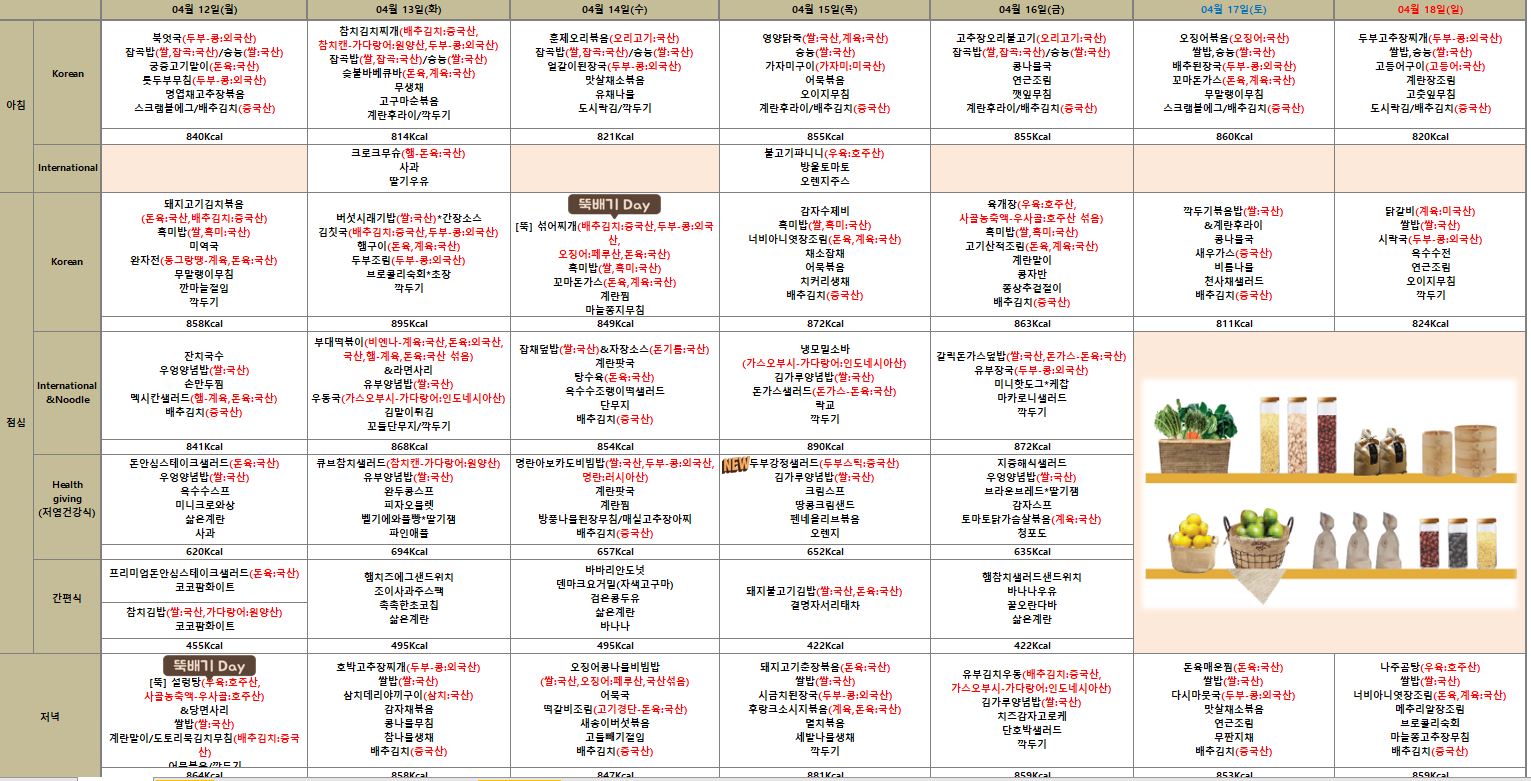 04월 12일(월)
04월 13일(화)
04월 14일(수)
04월 15일(목)
04월 16일(금)
04월 17일(토)
04월 18일(일)
아침
Korean
북엇국(두부-콩:외국산)
잡곡밥(쌀,잡곡:국산)/숭늉(쌀:국산)
궁중고기말이(돈육:국산)
톳두부무침(두부-콩:외국산)
명엽채고추장볶음
스크램블에그/배추김치(중국산)
840Kcal
참치김치찌개(배추김치:중국산,
참치캔-가다랑어:원양산,두부-콩:외국산)
잡곡밥(쌀,잡곡:국산)/숭늉(쌀:국산)
숯불바베큐바(돈육,계육:국산)
무생채
고구마순볶음
계란후라이/깍두기
814Kcal
훈제오리볶음(오리고기:국산)
잡곡밥(쌀,잡곡:국산)/숭늉(쌀:국산)
얼갈이된장국(두부-콩:외국산)
맛살채소볶음
유채나물
도시락김/깍두기
821Kcal
영양닭죽(쌀:국산,계육:국산)
숭늉(쌀:국산)
가자미구이(가자미:미국산)
어묵볶음
오이지무침
계란후라이/배추김치(중국산)
855Kcal
고추장오리불고기(오리고기:국산)
잡곡밥(쌀,잡곡:국산)/숭늉(쌀:국산)
콩나물국
연근조림
깻잎무침
계란후라이/배추김치(중국산)
855Kcal
오징어볶음(오징어:국산)
쌀밥,숭늉(쌀:국산)
배추된장국(두부-콩:외국산)
꼬마돈가스(돈육,계육:국산)
무말랭이무침
스크램블에그/배추김치(중국산)
860Kcal
두부고추장찌개(두부-콩:외국산)
쌀밥,숭늉(쌀:국산)
고등어구이(고등어:국산)
계란장조림
고춧잎무침
도시락김/배추김치(중국산)
820Kcal
International
크로크무슈(햄-돈육:국산)
사과
딸기우유
불고기파니니(우육:호주산)
방울토마토
오렌지주스
점심
Korean
돼지고기김치볶음
(돈육:국산,배추김치:중국산)
흑미밥(쌀,흑미:국산)
미역국
완자전(동그랑땡-계육,돈육:국산)
무말랭이무침
깐마늘절임
깍두기
858Kcal
버섯시래기밥(쌀:국산)*간장소스
김칫국(배추김치:중국산,두부-콩:외국산)
햄구이(돈육,계육:국산)
두부조림(두부-콩:외국산)
브로콜리숙회*초장
깍두기
895Kcal
뚝배기 Day
[뚝] 섞어찌개(배추김치:중국산,두부-콩:외국산
,
오징어:페루산,돈육:국산)
흑미밥(쌀,흑미:국산)
꼬마돈가스(돈육,계육:국산)
계란찜
마늘쫑지무침
849Kcal
감자수제비
흑미밥(쌀,흑미:국산)
너비아니엿장조림(돈육,계육:국산)
채소잡채
어묵볶음
치커리생채
배추김치(중국산)
872Kcal
육개장(우육:호주산,
사골농축액-우사골:호주산 섞음)
흑미밥(쌀,흑미:국산)
고기산적조림(돈육,계육:국산)
계란말이
콩자반
쫑상추겉절이
배추김치(중국산)
863Kcal
깍두기볶음밥(쌀:국산)
&계란후라이
콩나물국
새우가스(중국산)
비름나물
천사채샐러드
배추김치(중국산)
811Kcal
닭갈비(계육:미국산)
쌀밥(쌀:국산)
시락국(두부-콩:외국산)
옥수수전
연근조림
오이지무침
깍두기
824Kcal
International
&Noodle
잔치국수
우엉양념밥(쌀:국산)
손만두찜
멕시칸샐러드(햄-계육,돈육:국산)
배추김치(중국산)
841Kcal
부대떡볶이(비엔나-계육:국산,돈육:외국산,
국산,햄-계육,돈육:국산 섞음)
&라면사리
유부양념밥(쌀:국산)
우동국(가스오부시-가다랑어:인도네시아산)
김말이튀김
꼬들단무지/깍두기
868Kcal
잡채덮밥(쌀:국산)&자장소스(돈기름:국산)
계란팟국
탕수육(돈육:국산)
옥수수조랭이떡샐러드
단무지
배추김치(중국산)
854Kcal
냉모밀소바
(가스오부시-가다랑어:인도네시아산)
김가루양념밥(쌀:국산)
돈가스샐러드(돈가스-돈육:국산)
락교
깍두기
890Kcal
갈릭돈가스덮밥(쌀:국산,돈가스-돈육:국산)
유부장국(두부-콩:외국산)
미니핫도그*케찹
마카로니샐러드
깍두기
872Kcal
Health
giving
(저염건강식)
돈안심스테이크샐러드(돈육:국산)
우엉양념밥(쌀:국산)
옥수수스프
미니크로와상
삶은계란
사과
620Kcal
큐브참치샐러드(참치캔-가다랑어:원양산)
유부양념밥(쌀:국산)
완두콩스프
피자오믈렛
벨기에와플빵*딸기잼
파인애플
694Kcal
명란아보카도비빔밥(쌀:국산,두부-콩:외국산,
명란:러시아산)
계란팟국
계란찜
방풍나물된장무침/매실고추장아찌
배추김치(중국산)
657Kcal
NEW
두부강정샐러드(두부스틱:중국산)
김가루양념밥(쌀:국산)
크림스프
땅콩크림샌드
펜네올리브볶음
오렌지
652Kcal
지중해식샐러드
우엉양념밥(쌀:국산)
브라운브레드*딸기잼
감자스프
토마토닭가슴살볶음(계육:국산)
청포도
635Kcal
간편식
프리미엄돈안심스테이크샐러드(돈육:국산)
코코팜화이트
참치김밥(쌀:국산,가다랑어:원양산)
코코팜화이트
455Kcal
햄치즈에그샌드위치
조이사과주스팩
촉촉한초코칩
삶은계란
495Kcal
바바리안도넛
덴마크요거밀(자색고구마)
검은콩두유
삶은계란
바나나
495Kcal
돼지불고기김밥(쌀:국산,돈육:국산)
결명자서리태차
422Kcal
햄참치샐러드샌드위치
바나나우유
꿀오란다바
삶은계란
422Kcal
저녁
뚝배기 Day
[뚝] 설렁탕(우육:호주산,
사골농축액-우사골:호주산)
&당면사리
쌀밥(쌀:국산)
계란말이/도토리묵김치무침(배추김치:중국
산)
어묵볶음/깍두기
864Kcal
호박고추장찌개(두부-콩:외국산)
쌀밥(쌀:국산)
삼치데리야끼구이(삼치:국산)
감자채볶음
콩나물무침
참나물생채
배추김치(중국산)
858Kcal
오징어콩나물비빔밥
(쌀:국산,오징어:페루산,국산섞음)
어묵국
떡갈비조림(고기경단-돈육:국산)
새송이버섯볶음
고들빼기절임
배추김치(중국산)
847Kcal
돼지고기춘장볶음(돈육:국산)
쌀밥(쌀:국산)
시금치된장국(두부-콩:외국산)
후랑크소시지볶음(계육,돈육:국산)
멸치볶음
세발나물생채
깍두기
881Kcal
유부김치우동(배추김치:중국산,
가스오부시-가다랑어:인도네시아산)
김가루양념밥(쌀:국산)
치즈감자고로케
단호박샐러드
깍두기
859Kcal
돈육매운찜(돈육:국산)
쌀밥(쌀:국산)
다시마뭇국(두부-콩:외국산)
맛살채소볶음
연근조림
무짠지채
배추김치(중국산)
853Kcal
나주곰탕(우육:호주산)
쌀밥(쌀:국산)
너비아니엿장조림(돈육,계육:국산)
메추리알장조림
브로콜리숙회
마늘쫑고추장무침
배추김치(중국산)
859Kcal